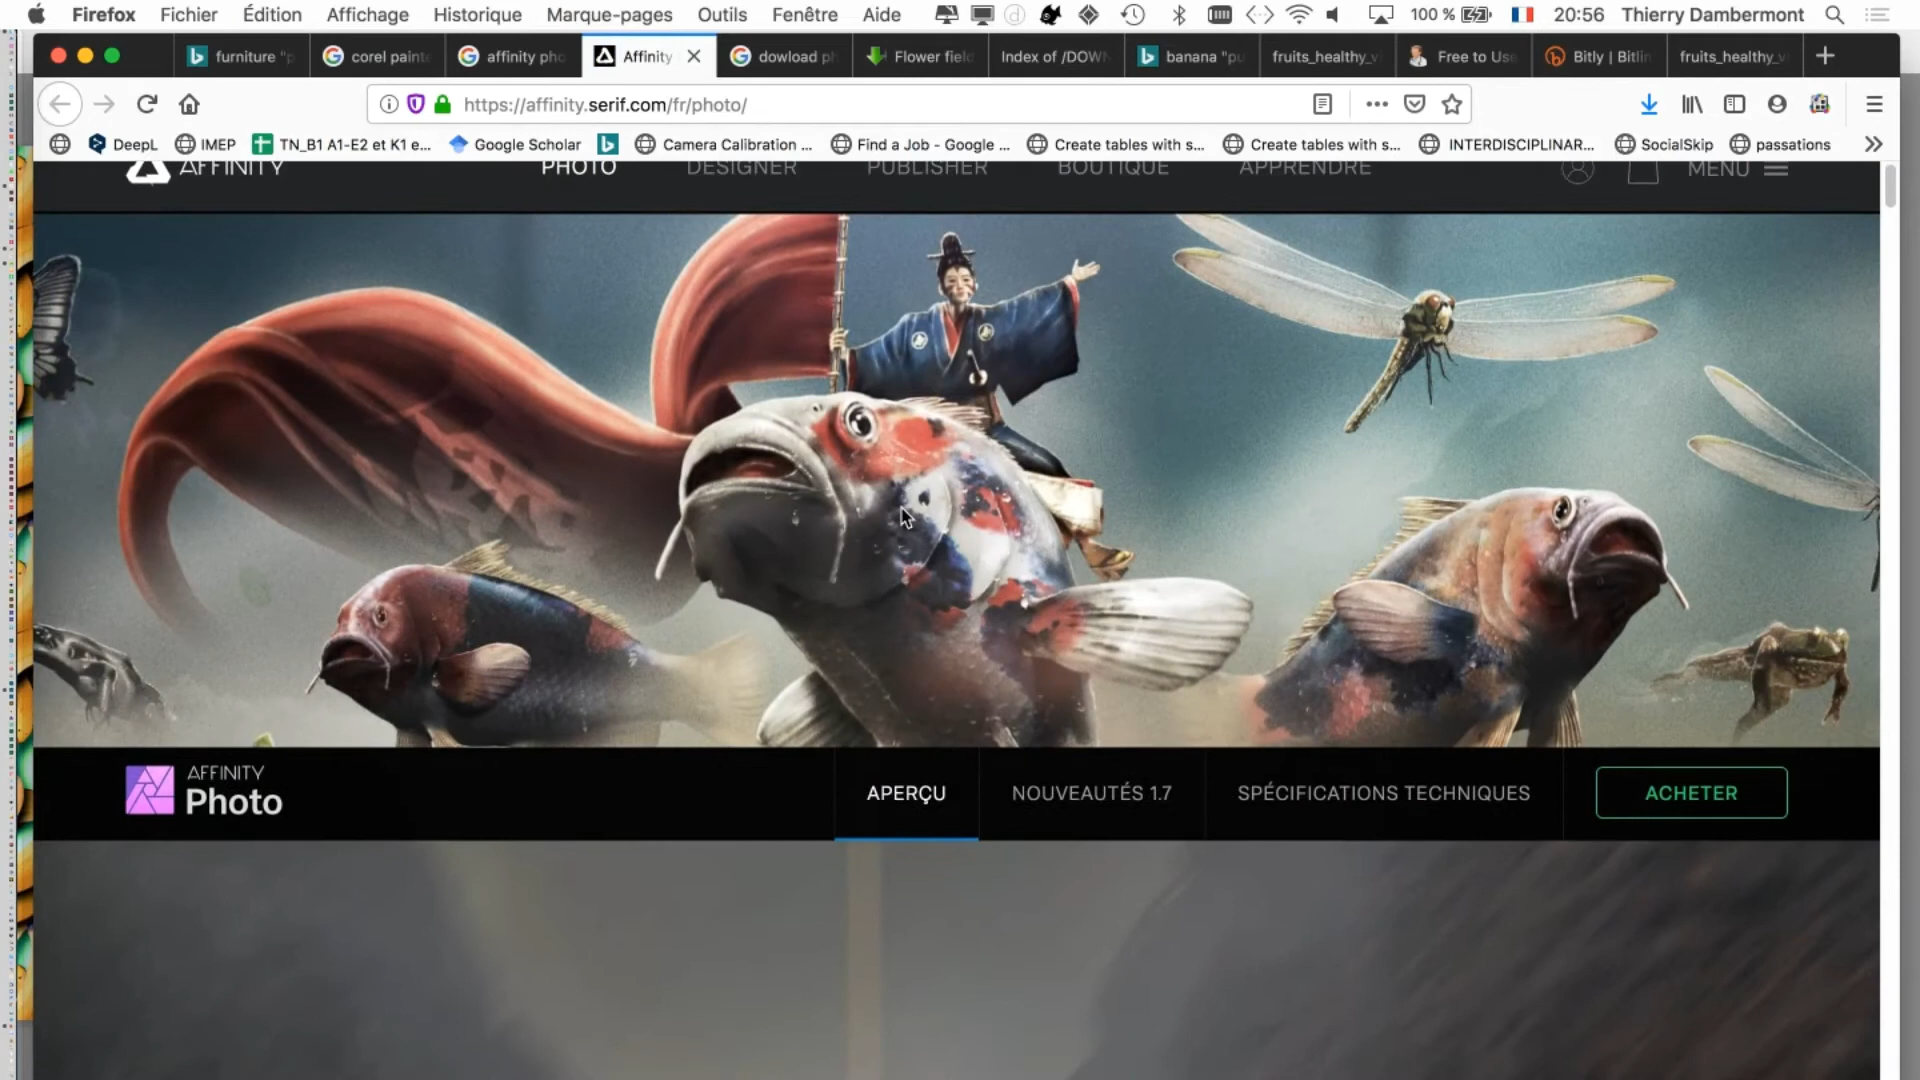 Firefox Fichier Édition Affichage Historique Marque-pages Outils Fenêtre Aide 100 % 20:56 Thierry Dambermont
furniture "p corel painte affinity pho Affinity dowload ph Flower field Index of /DOWN banana "pu fruits_healthy_v Free to Use Bitly | Bitlin fruits_healthy_v
https://affinity.serif.com/fr/photo/
DeepL IMEP TN_B1 A1-E2 et K1 e... Google Scholar Camera Calibration ... Find a Job - Google ... Create tables with s... Create tables with s... INTERDISCIPLINAR... SocialSkip passations
AFFINITY PHOTO DESIGNER PUBLISHER BOUTIQUE APPRENDRE MENU
AFFINITY
Photo
APERÇU NOUVEAUTÉS 1.7 SPÉCIFICATIONS TECHNIQUES ACHETER